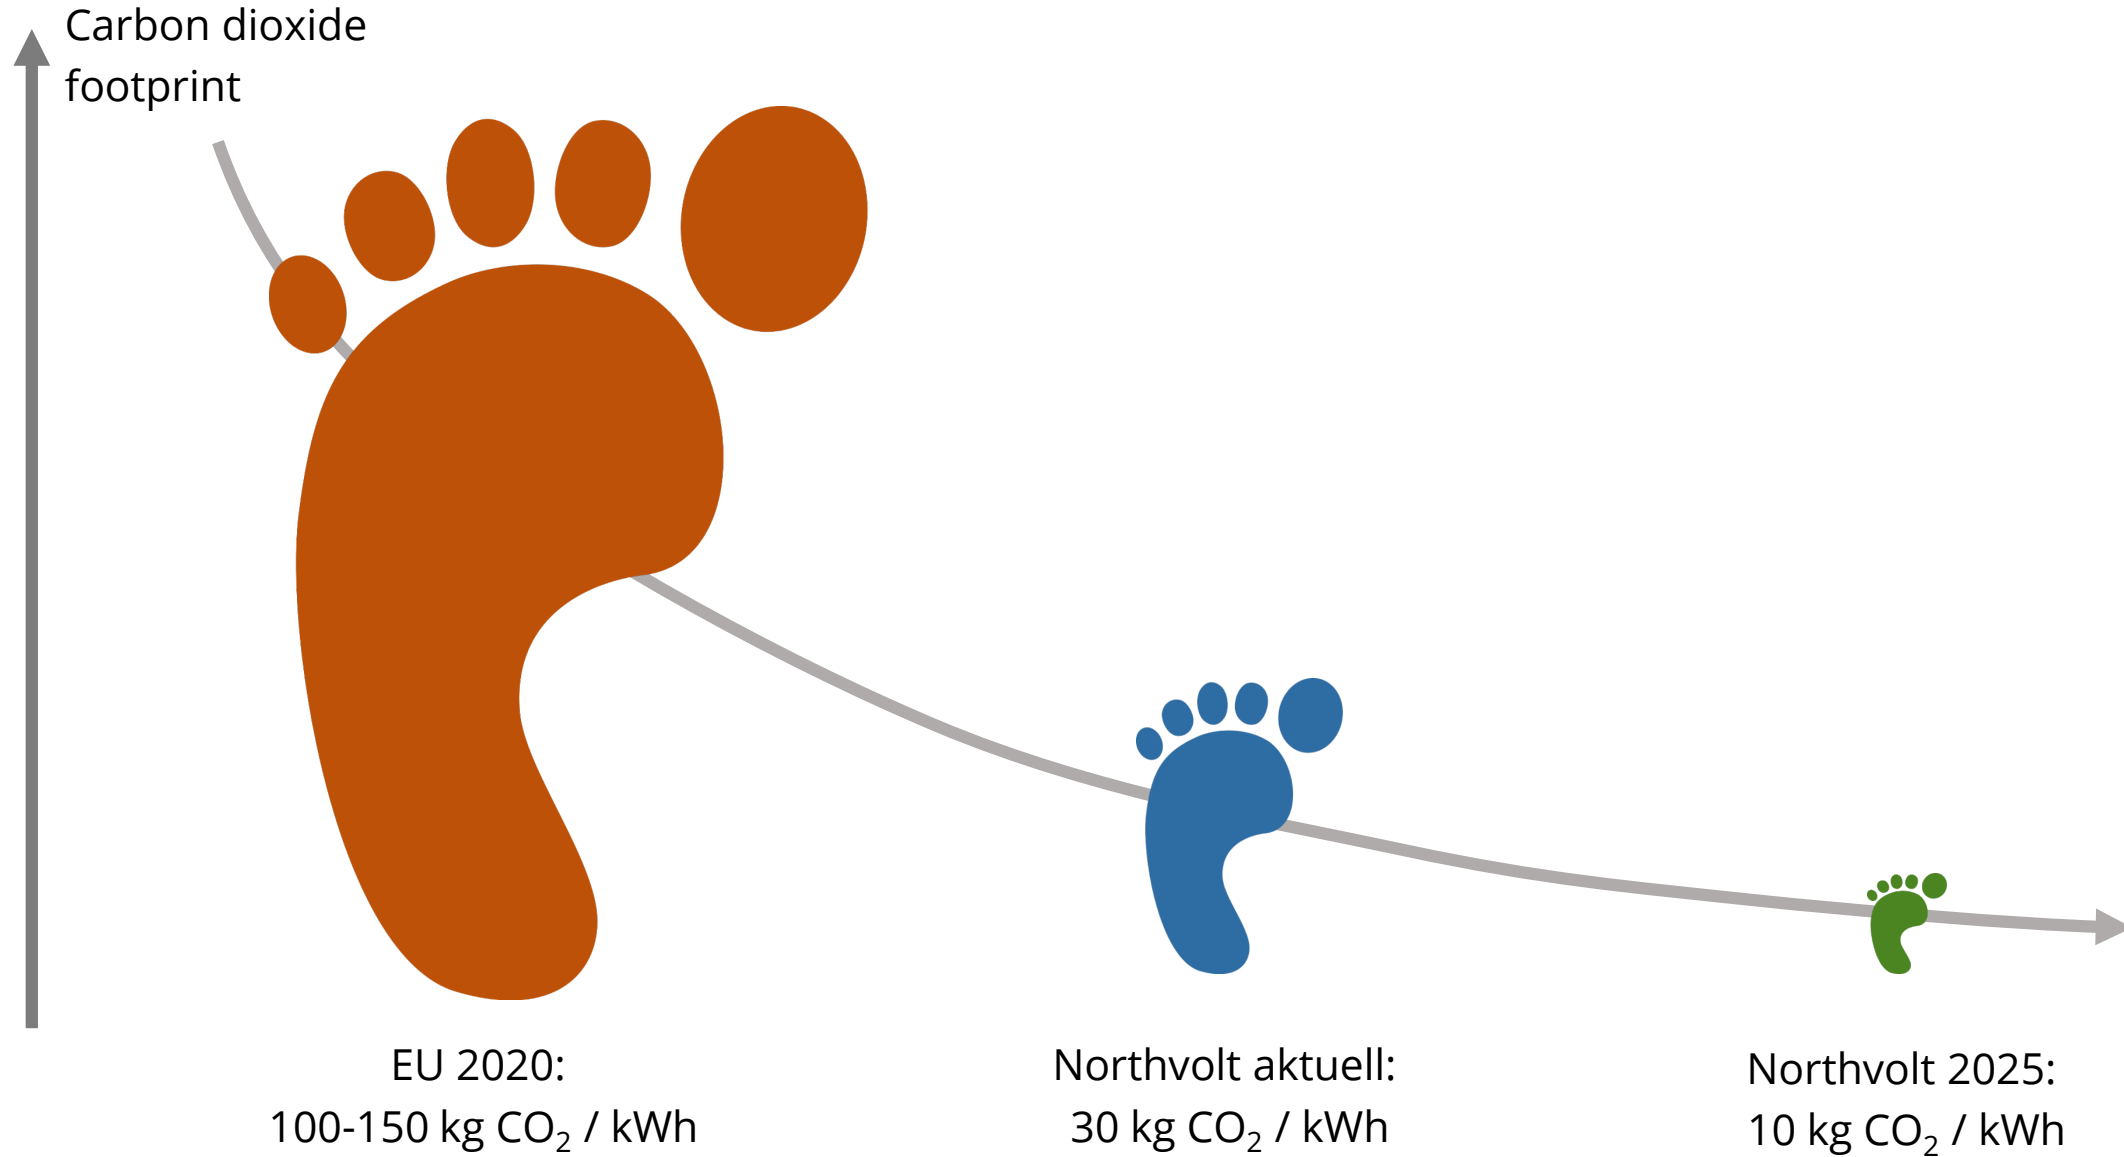 Carbon dioxide
footprint
EU 2020:
100-150 kg CO₂ / kWh
Northvolt aktuell:
30 kg CO₂ / kWh
Northvolt 2025:
10 kg CO₂ / kWh